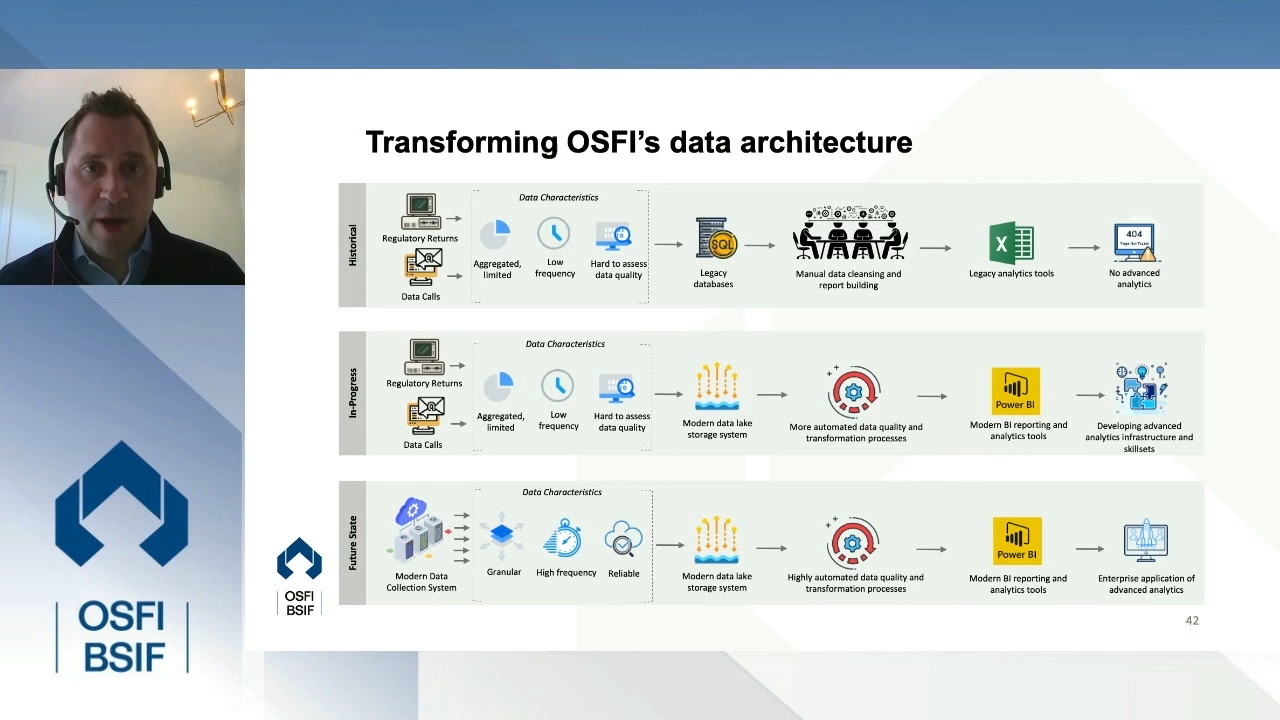 Transforming OSFI's data architecture
Historical
Regulatory Returns
Data Calls
Data Characteristics
Aggregated,
limited
Low
frequency
Hard to assess
data quality
SQL
Legacy
databases
Manual data cleansing and
report building
X
Legacy analytics tools
404
Page Not Found
No advanced
analytics
In-Progress
Regulatory Returns
Data Calls
Data Characteristics
Aggregated,
limited
Low
frequency
Hard to assess
data quality
Modern data lake
storage system
More automated data quality and
transformation processes
Power BI
Modern BI reporting and
analytics tools
Developing advanced
analytics infrastructure and
skillsets
Future State
Modern Data
Collection System
Data Characteristics
Granular
High frequency
Reliable
Modern data lake
storage system
Highly automated data quality and
transformation processes
Power BI
Modern BI reporting and
analytics tools
Enterprise application of
advanced analytics
OSFI
BSIF
42
OSFI
BSIF